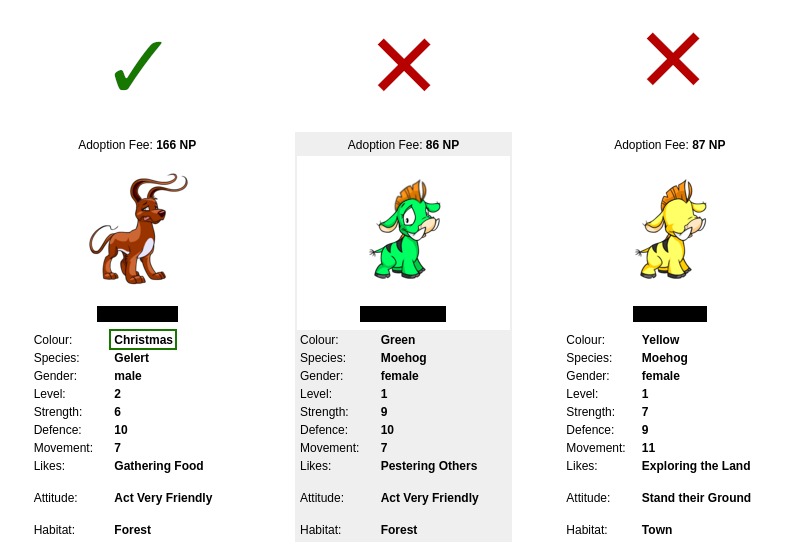 Adoption Fee: 166 NP
Colour: Christmas
Species: Gelert
Gender: male
Level: 2
Strength: 6
Defence: 10
Movement: 7
Likes: Gathering Food
Attitude: Act Very Friendly
Habitat: Forest
Adoption Fee: 86 NP
Colour: Green
Species: Moehog
Gender: female
Level: 1
Strength: 9
Defence: 10
Movement: 7
Likes: Pestering Others
Attitude: Act Very Friendly
Habitat: Forest
Adoption Fee: 87 NP
Colour: Yellow
Species: Moehog
Gender: female
Level: 1
Strength: 7
Defence: 9
Movement: 11
Likes: Exploring the Land
Attitude: Stand their Ground
Habitat: Town